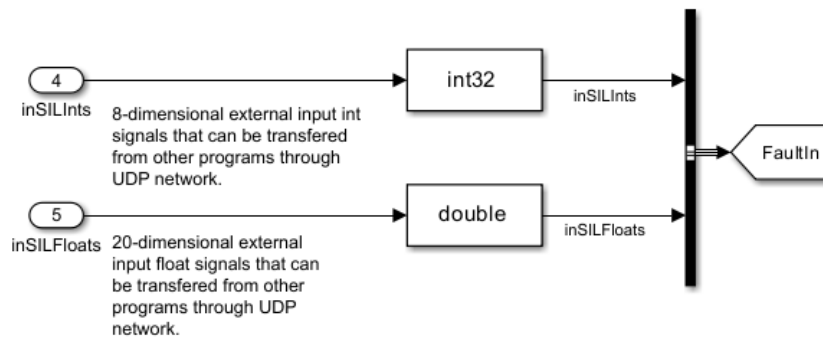 4
inSILInts
8-dimensional external input int
signals that can be transfered
from other programs through
UDP network.
int32
inSILInts
FaultIn
5
inSILFloats
20-dimensional external
input float signals that can
be transfered from other
programs through UDP
network.
double
inSILFloats